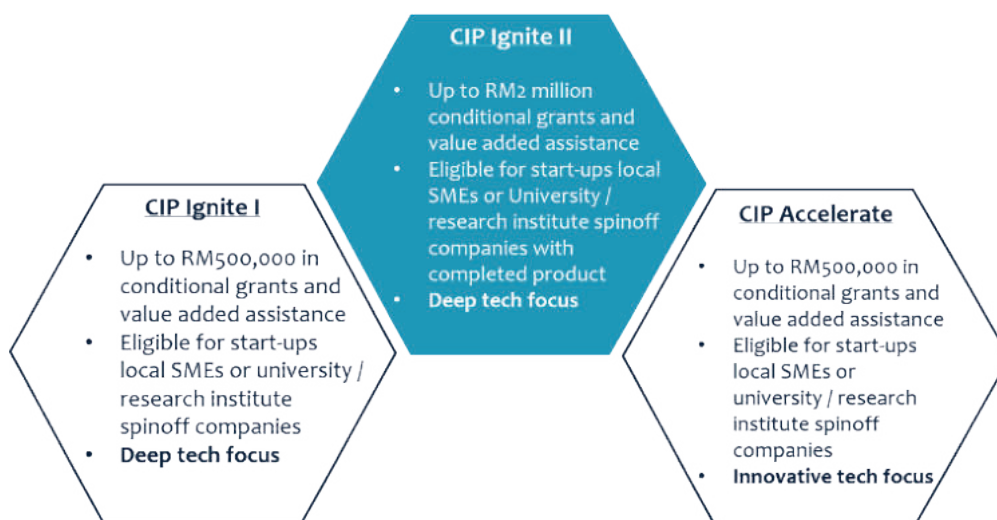 CIP Ignite II
• Up to RM2 million
conditional grants and
value added assistance
• Eligible for start-ups local
SMEs or University /
research institute spinoff
companies with
completed product
• Deep tech focus
CIP Ignite I
• Up to RM500,000 in
conditional grants and
value added assistance
• Eligible for start-ups
local SMEs or university /
research institute
spinoff companies
• Deep tech focus
CIP Accelerate
• Up to RM500,000 in
conditional grants and
value added assistance
• Eligible for start-ups
local SMEs or
university / research
institute spinoff
companies
• Innovative tech focus